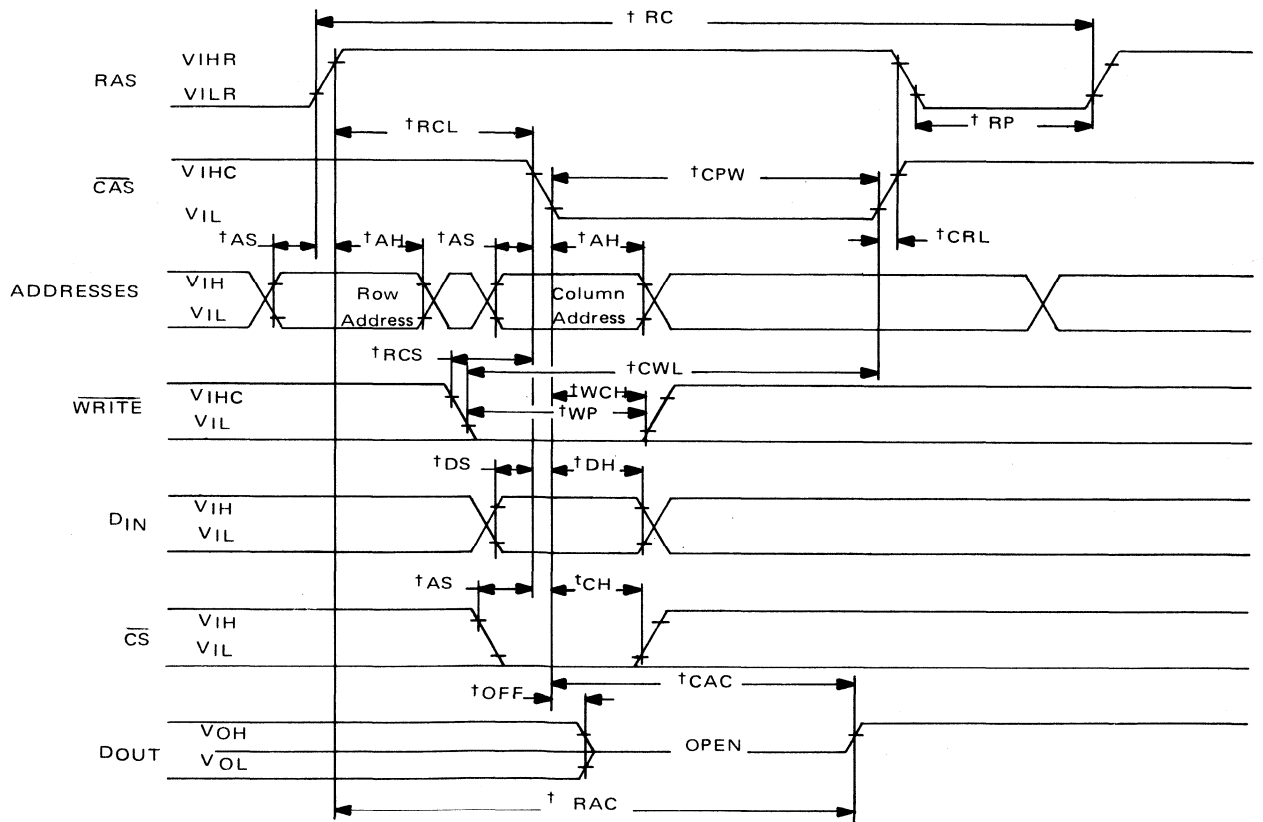 † RC
VIHR
RAS
VILR
†RCL
† RP
VIHC
CAS
†CPW
VIL
†AS
†AH
†AS
†AH
†CRL
VIH
ADDRESSES
Row
Column
VIL
Address
Address
†RCS
†CWL
VIHC
WRITE
tWCH
†WP
VIL
†DS
†DH
VIH
DIN
VIL
†AS
tCH
VIH
CS
VIL
†CAC
†OFF
VOH
OPEN
DOUT
VOL
† RAC